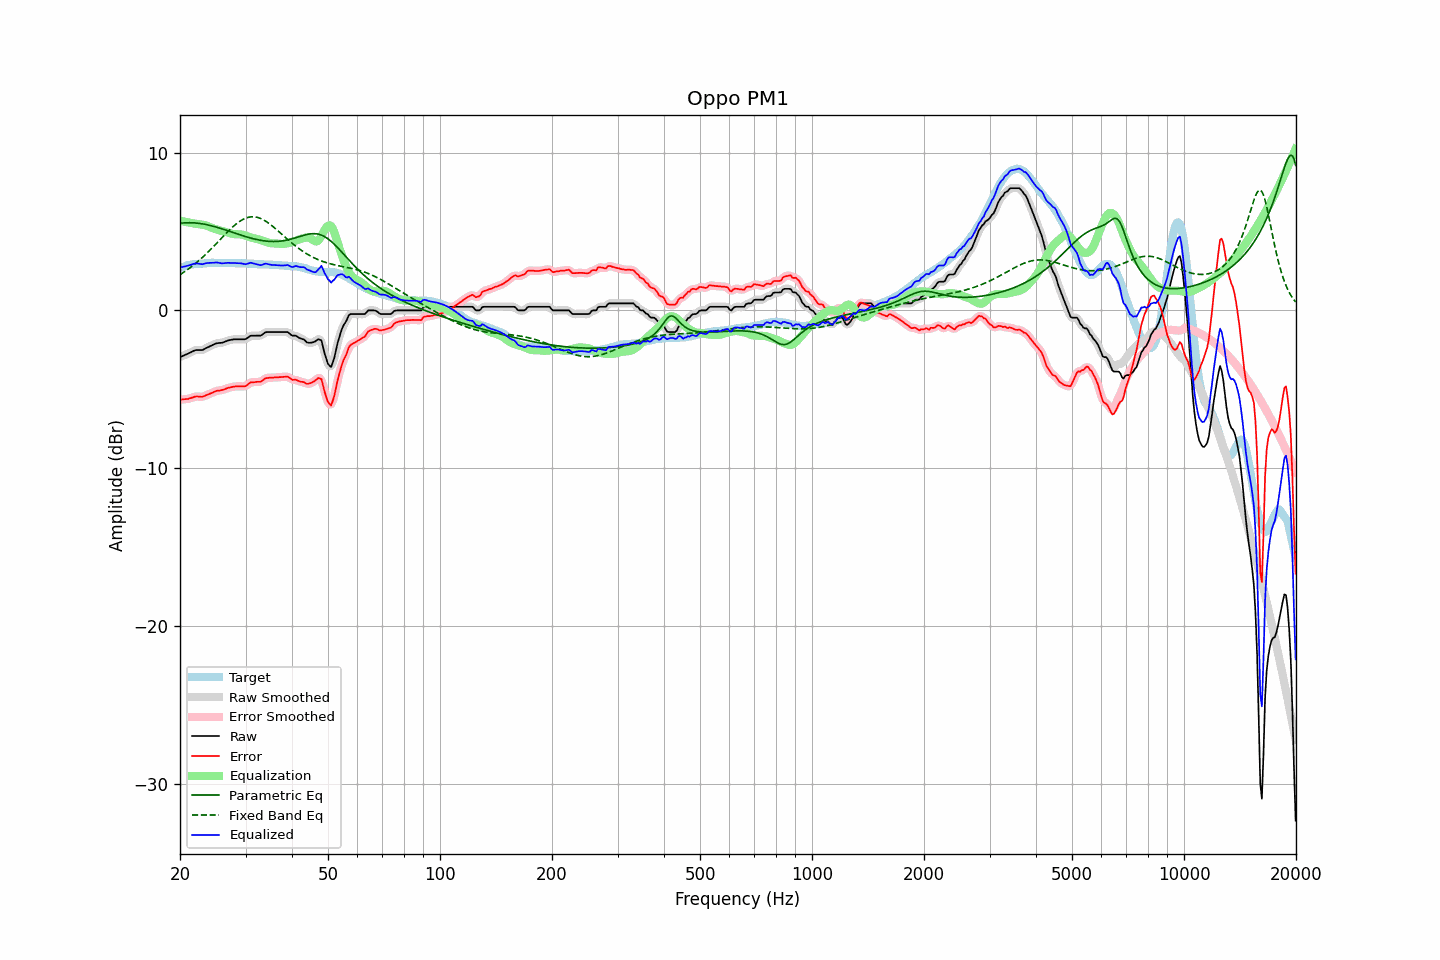 Oppo PM1
Amplitude (dBr)
10
0
−10
−20
−30
Target
Raw Smoothed
Error Smoothed
Raw
Error
Equalization
Parametric Eq
Fixed Band Eq
Equalized
20 50 100 200 500 1000 2000 5000 10000 20000
Frequency (Hz)